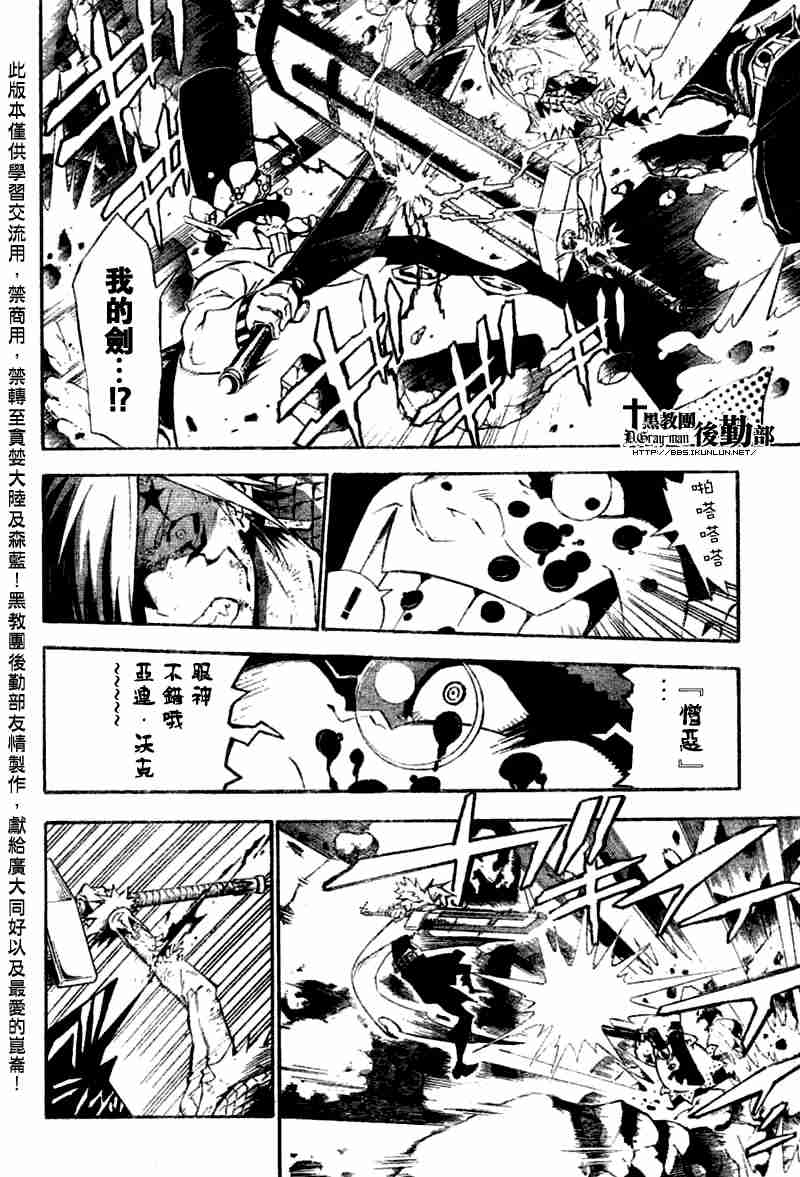 我的劍…!?
黑教團
D.Gray-man 後勤部
HTTP://BBS.IKUNLUN.NET/
啪嗒嗒嗒
!
『憎惡』…
眼神
不錯哦
亞連·沃克~~~~~
此版本僅供學習交流用，禁商用，禁轉至貪婪大陸及森藍！黑教團後勤部友情製作，獻給廣大同好以及最愛的崑崙！